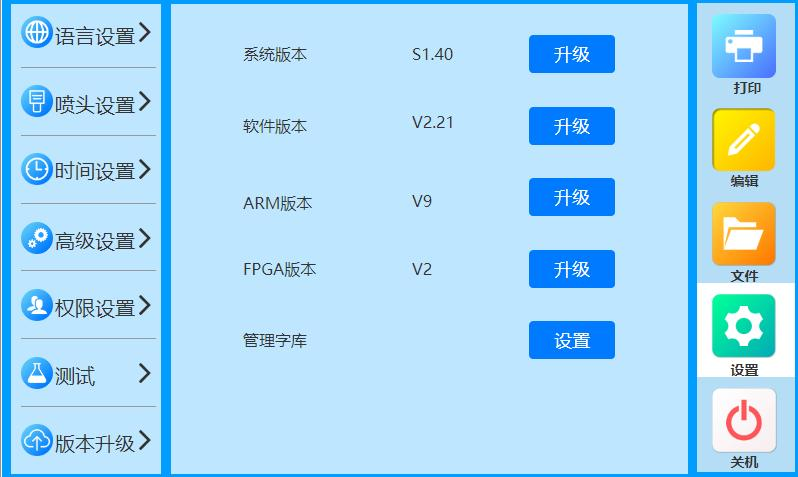 语言设置
喷头设置
时间设置
高级设置
权限设置
测试
版本升级
系统版本 S1.40 升级
软件版本 V2.21 升级
ARM版本 V9 升级
FPGA版本 V2 升级
管理字库 设置
打印
编辑
文件
设置
关机